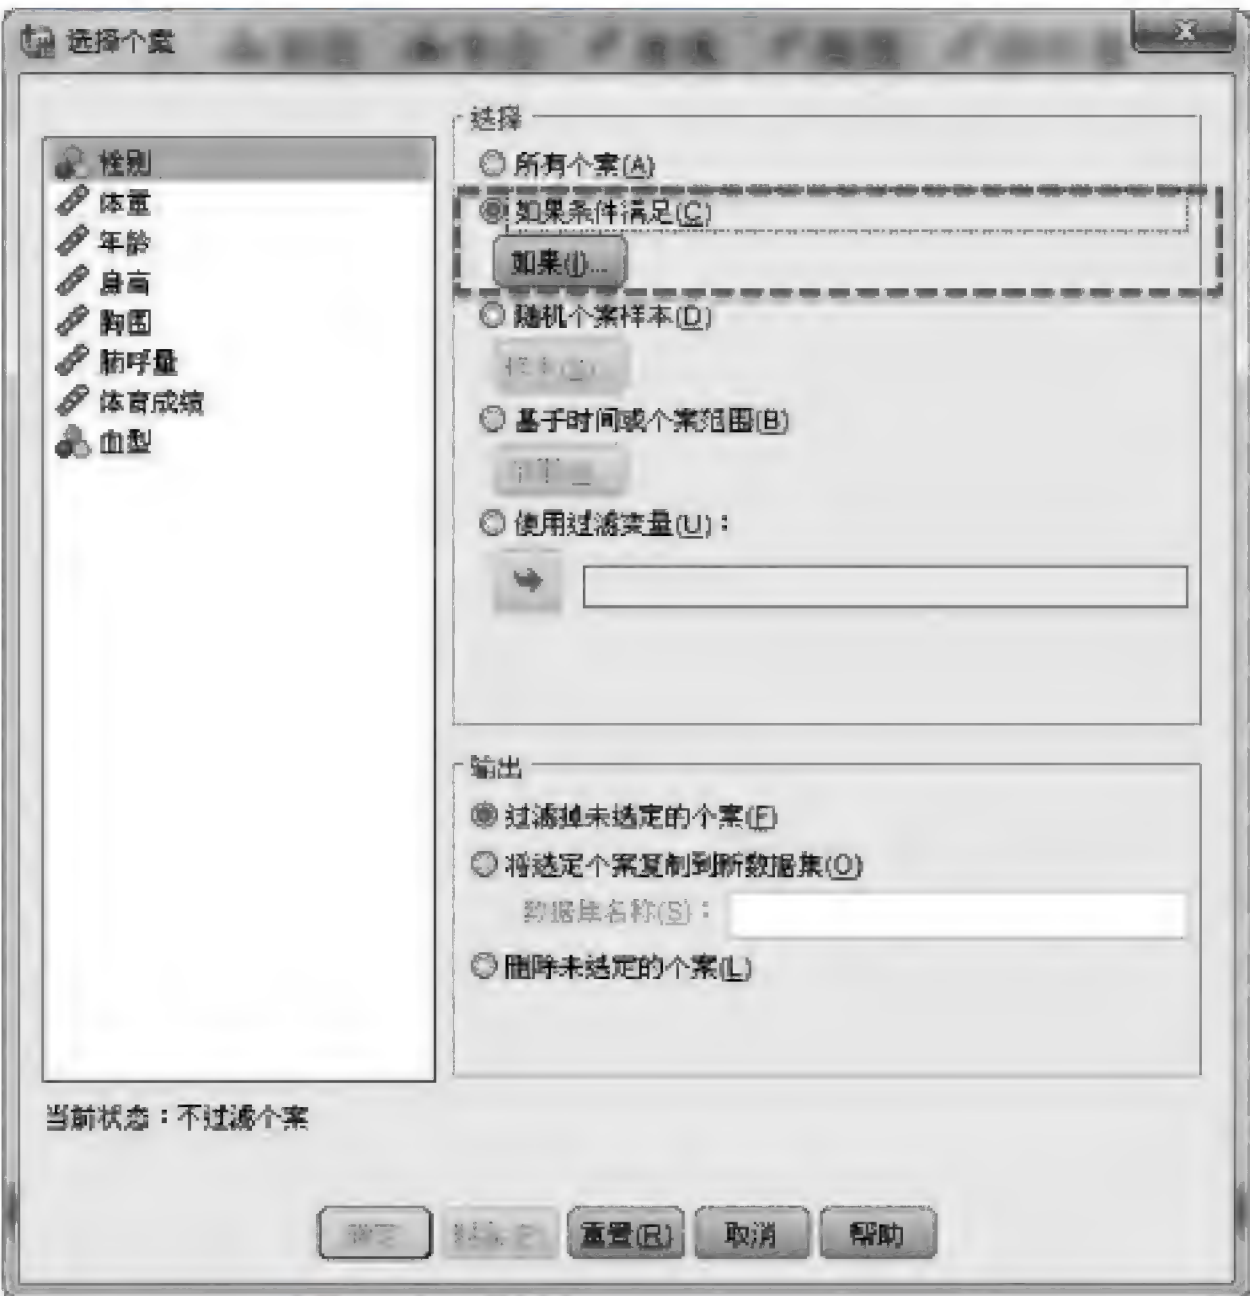 选择个案
性别
体重
年龄
身高
胸围
肺呼量
体育成绩
血型
选择
所有个案(A)
如果条件满足(C)
如果(I)...
随机个案样本(D)
基于时间或个案范围(B)
使用过滤变量(U)：
输出
过滤掉未选定的个案(F)
将选定个案复制到新数据集(O)
数据集名称(S)：
删除未选定的个案(L)
当前状态：不过滤个案
重置(R)
取消
帮助